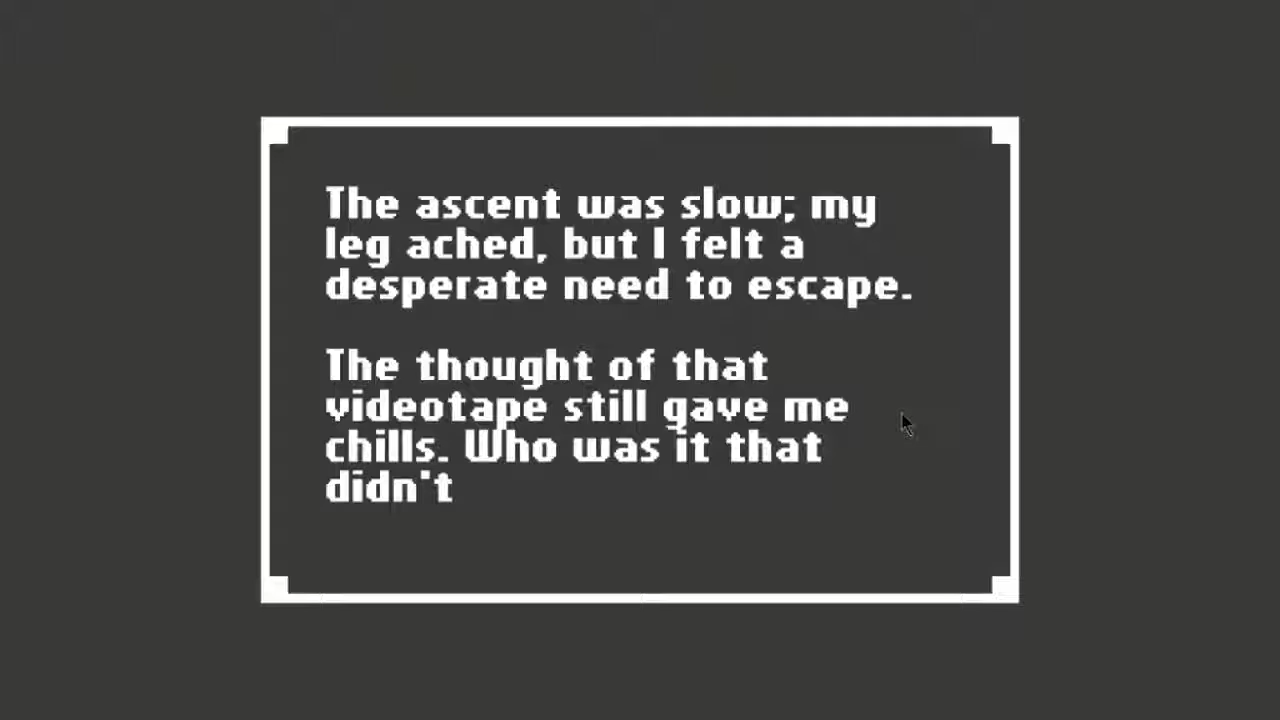 The ascent was slow; my
leg ached, but I felt a
desperate need to escape.
The thought of that
videotape still gave me
chills. Who was it that
didn't